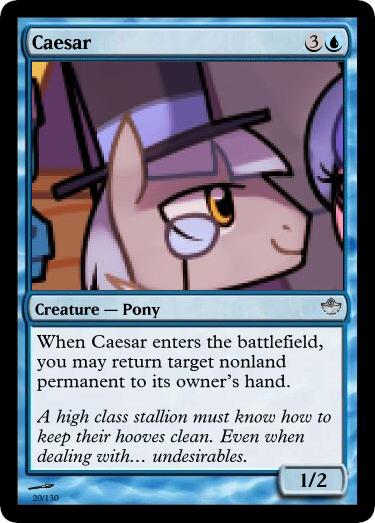 Caesar 3
Creature — Pony
When Caesar enters the battlefield,
you may return target nonland
permanent to its owner's hand.
A high class stallion must know how to
keep their hooves clean. Even when
dealing with... undesirables.
1/2
20/130